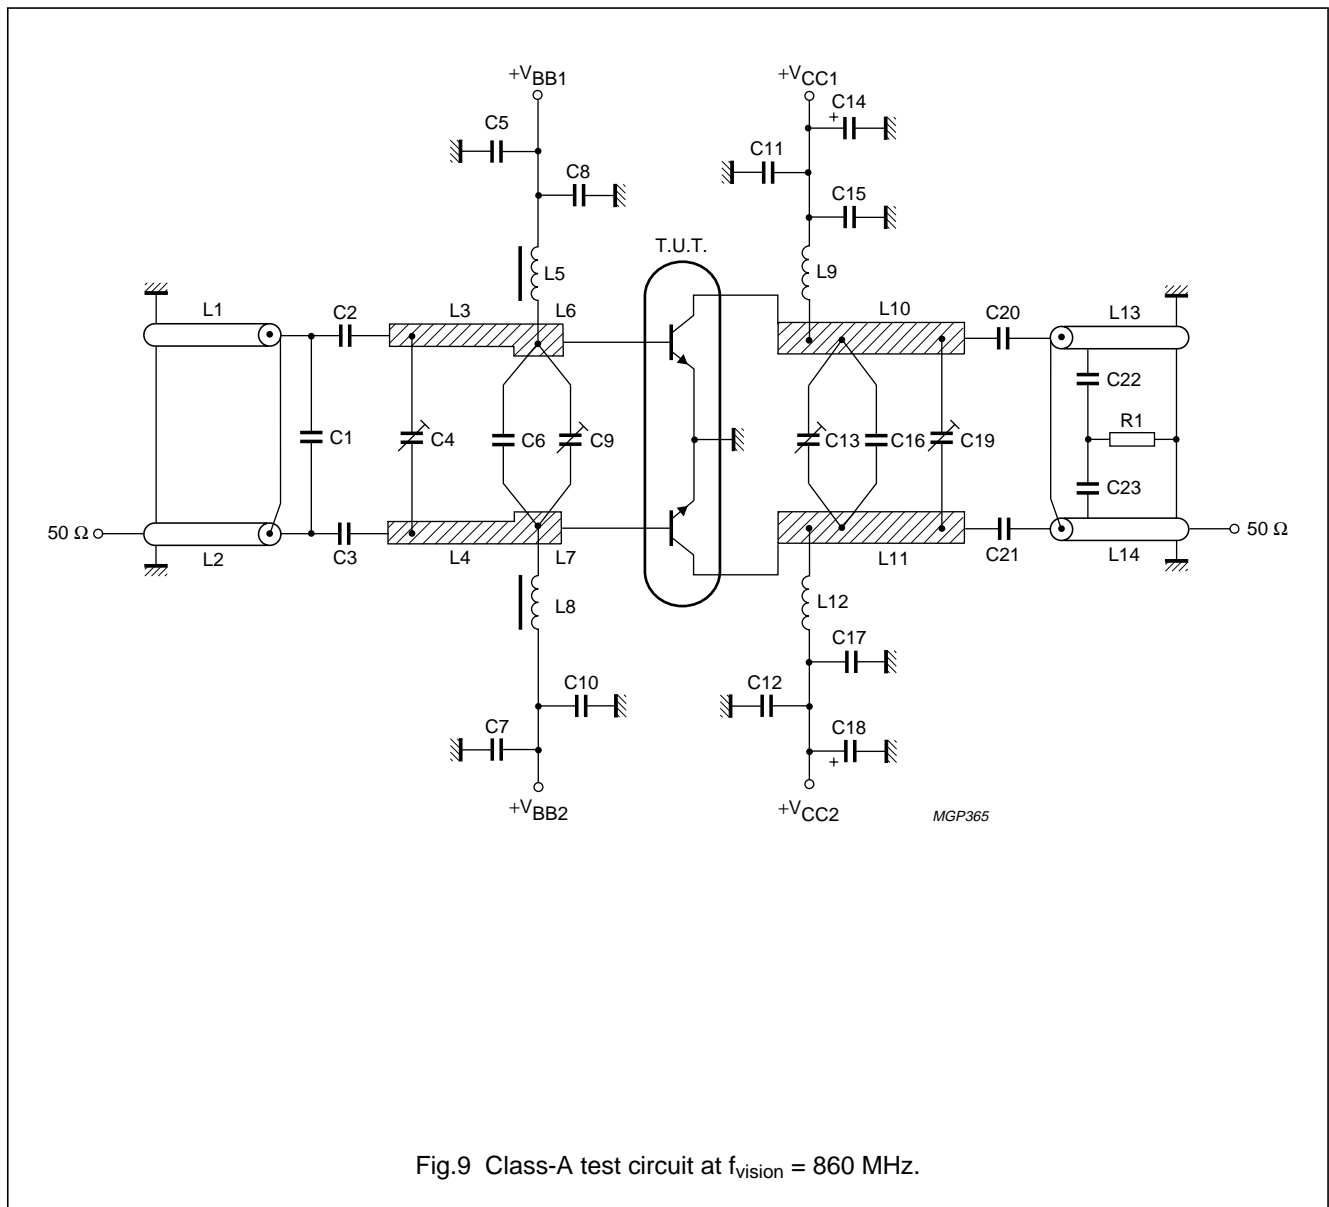 +VBB1
+VCC1
C14
+
C5
C11
C8
C15
T.U.T.
L5
L9
L1
C2
L3
L6
L10
C20
L13
C22
C1
C4
C6
C9
C13
C16
C19
R1
C23
50 Ω
50 Ω
L2
C3
L4
L7
L11
C21
L14
L8
L12
C17
C10
C12
C7
C18
+
+VBB2
+VCC2
MGP365
Fig.9 Class-A test circuit at fvision = 860 MHz.